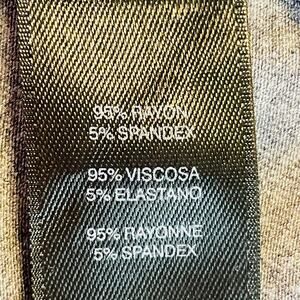 95% RAYON
5% SPANDEX
95% VISCOSA
5% ELASTANO
95% RAYONNE
5% SPANDEX